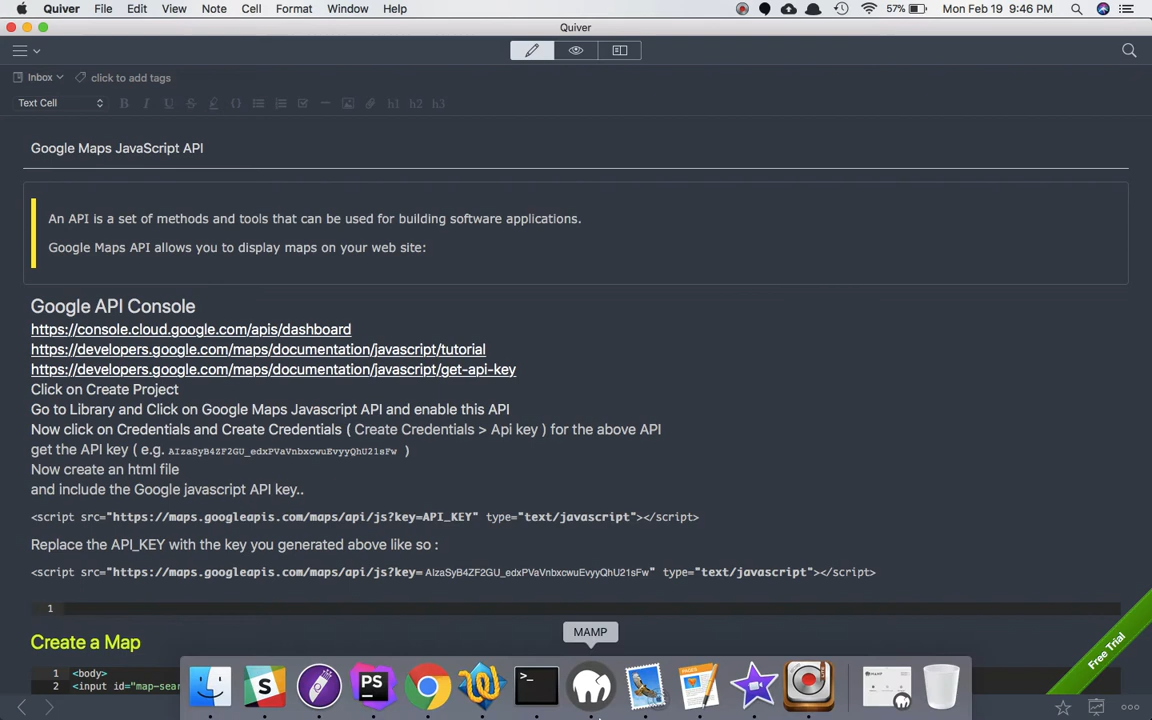 Quiver File Edit View Note Cell Format Window Help 57% Mon Feb 19 9:46 PM
Quiver
Inbox click to add tags
Text Cell B I U S {} h1 h2 h3
Google Maps JavaScript API
An API is a set of methods and tools that can be used for building software applications.
Google Maps API allows you to display maps on your web site:
Google API Console
https://console.cloud.google.com/apis/dashboard
https://developers.google.com/maps/documentation/javascript/tutorial
https://developers.google.com/maps/documentation/javascript/get-api-key
Click on Create Project
Go to Library and Click on Google Maps Javascript API and enable this API
Now click on Credentials and Create Credentials ( Create Credentials > Api key ) for the above API
get the API key ( e.g. AIzaSyB4ZF2GU_edxPVaVnbxcwuEvyyQhU21sFw )
Now create an html file
and include the Google javascript API key..
<script src="https://maps.googleapis.com/maps/api/js?key=API_KEY" type="text/javascript"></script>
Replace the API_KEY with the key you generated above like so :
<script src="https://maps.googleapis.com/maps/api/js?key= AIzaSyB4ZF2GU_edxPVaVnbxcwuEvyyQhU21sFw" type="text/javascript"></script>
1
Create a Map
MAMP
Free Trial
1 <body>
2 <input id="map-sear
S
PS
>_
PAGES